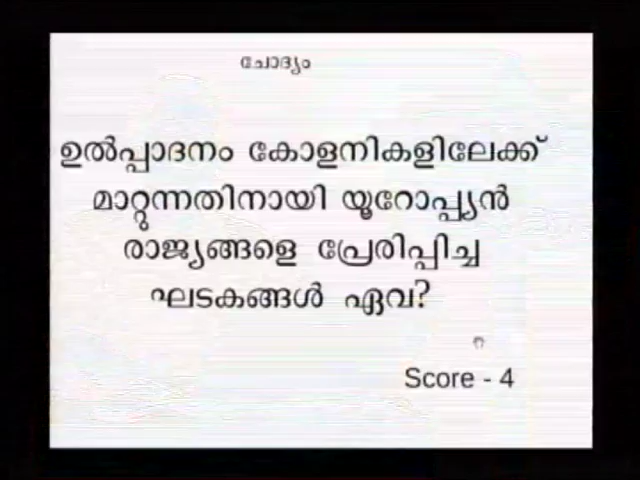 ചോദ്യം
ഉൽപ്പാദനം കോളനികളിലേക്ക്
മാറ്റുന്നതിനായി യൂറോപ്പ്യൻ
രാജ്യങ്ങളെ പ്രേരിപ്പിച്ച
ഘടകങ്ങൾ ഏവ?
Score - 4